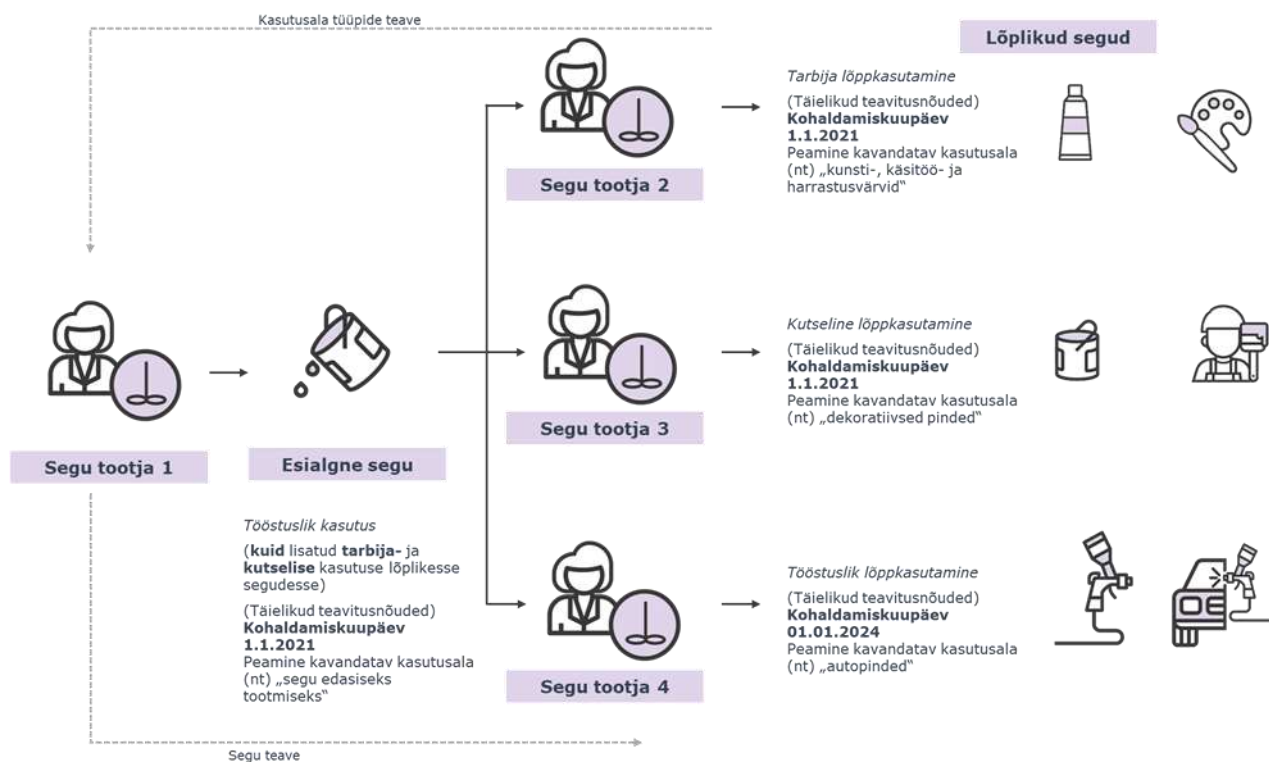 Kasutusala tüüpide teave
Lõplikud segud
Segu tootja 2
Tarbija lõppkasutamine
(Täielikud teavitusnõuded)
Kohaldamiskuupäev
1.1.2021
Peamine kavandatav kasutusala
(nt) „kunsti-, käsitöö- ja
harrastusvärvid“
Segu tootja 1
Esialgne segu
Tööstuslik kasutus
(kuid lisatud tarbija- ja
kutselise kasutuse lõplikesse
segudesse)
(Täielikud teavitusnõuded)
Kohaldamiskuupäev
1.1.2021
Peamine kavandatav kasutusala
(nt) „segu edasiseks
tootmiseks“
Segu tootja 3
Kutseline lõppkasutamine
(Täielikud teavitusnõuded)
Kohaldamiskuupäev
1.1.2021
Peamine kavandatav kasutusala
(nt) „dekoratiivsed pinded“
Segu tootja 4
Tööstuslik lõppkasutamine
(Täielikud teavitusnõuded)
Kohaldamiskuupäev
01.01.2024
Peamine kavandatav kasutusala
(nt) „autopinded“
Segu teave